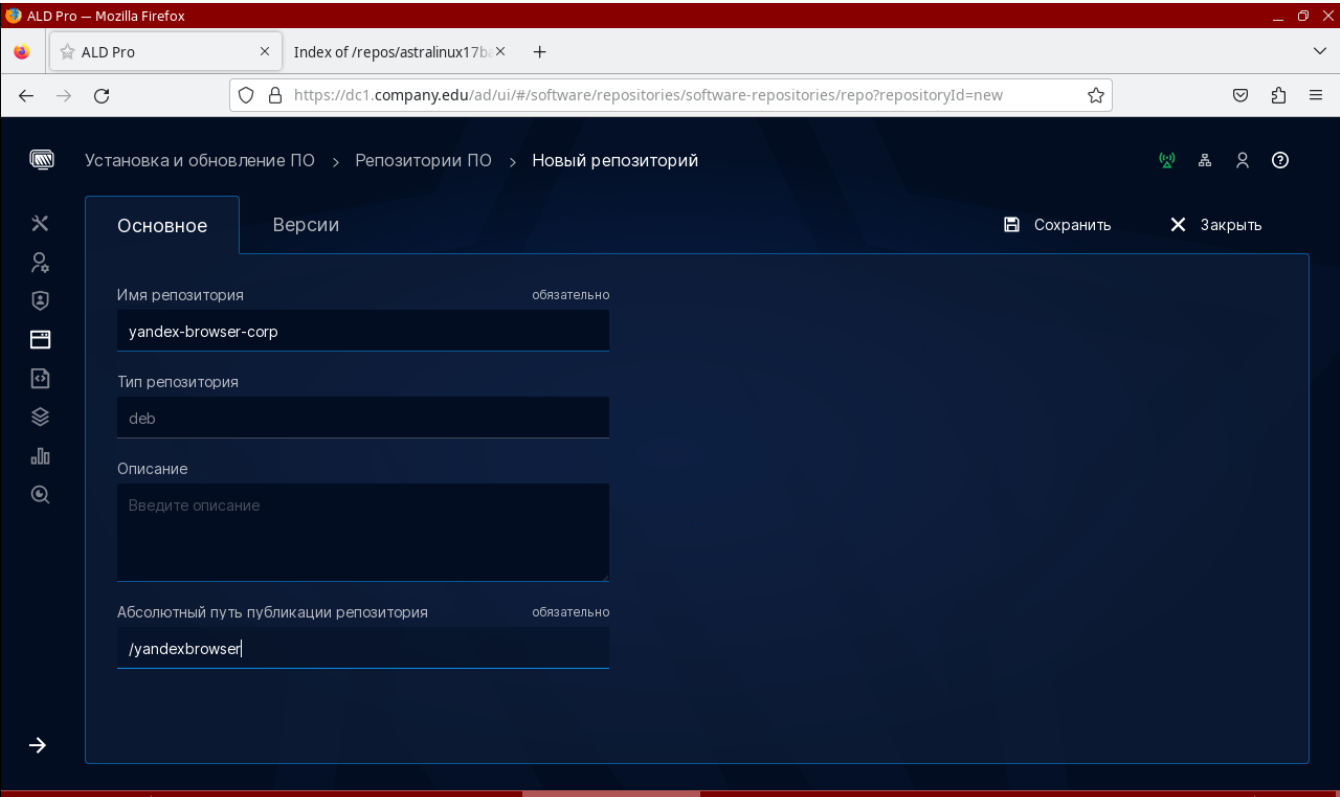 ALD Pro — Mozilla Firefox
ALD Pro
Index of /repos/astralinux17ba
https://dc1.company.edu/ad/ui/#/software/repositories/software-repositories/repo?repositoryId=new
Установка и обновление ПО > Репозитории ПО > Новый репозиторий
Основное
Версии
Сохранить
Закрыть
Имя репозитория
обязательно
yandex-browser-corp
Тип репозитория
deb
Описание
Введите описание
Абсолютный путь публикации репозитория
обязательно
/yandexbrowser